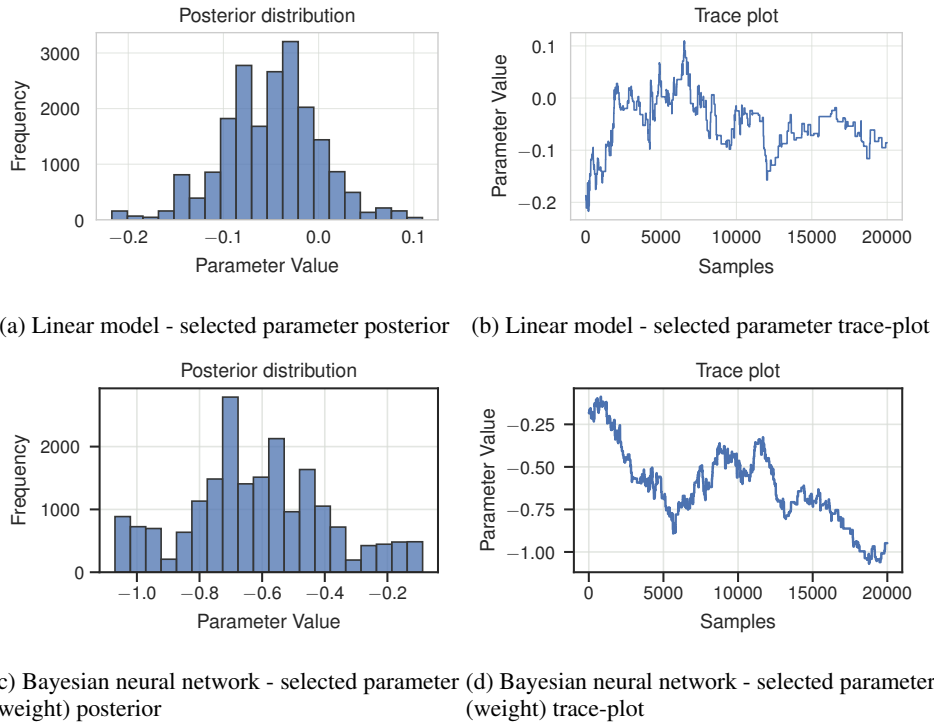 Posterior distribution
Trace plot
Frequency
3000
2000
1000
0
−0.2
−0.1
0.0
0.1
Parameter Value
Parameter Value
0.1
0.0
−0.1
−0.2
0
5000
10000
15000
20000
Samples
(a) Linear model - selected parameter posterior
(b) Linear model - selected parameter trace-plot
Posterior distribution
Trace plot
Frequency
2000
1000
0
−1.0
−0.8
−0.6
−0.4
−0.2
Parameter Value
Parameter Value
−0.25
−0.50
−0.75
−1.00
0
5000
10000
15000
20000
Samples
c) Bayesian neural network - selected parameter
weight) posterior
(d) Bayesian neural network - selected parameter
(weight) trace-plot